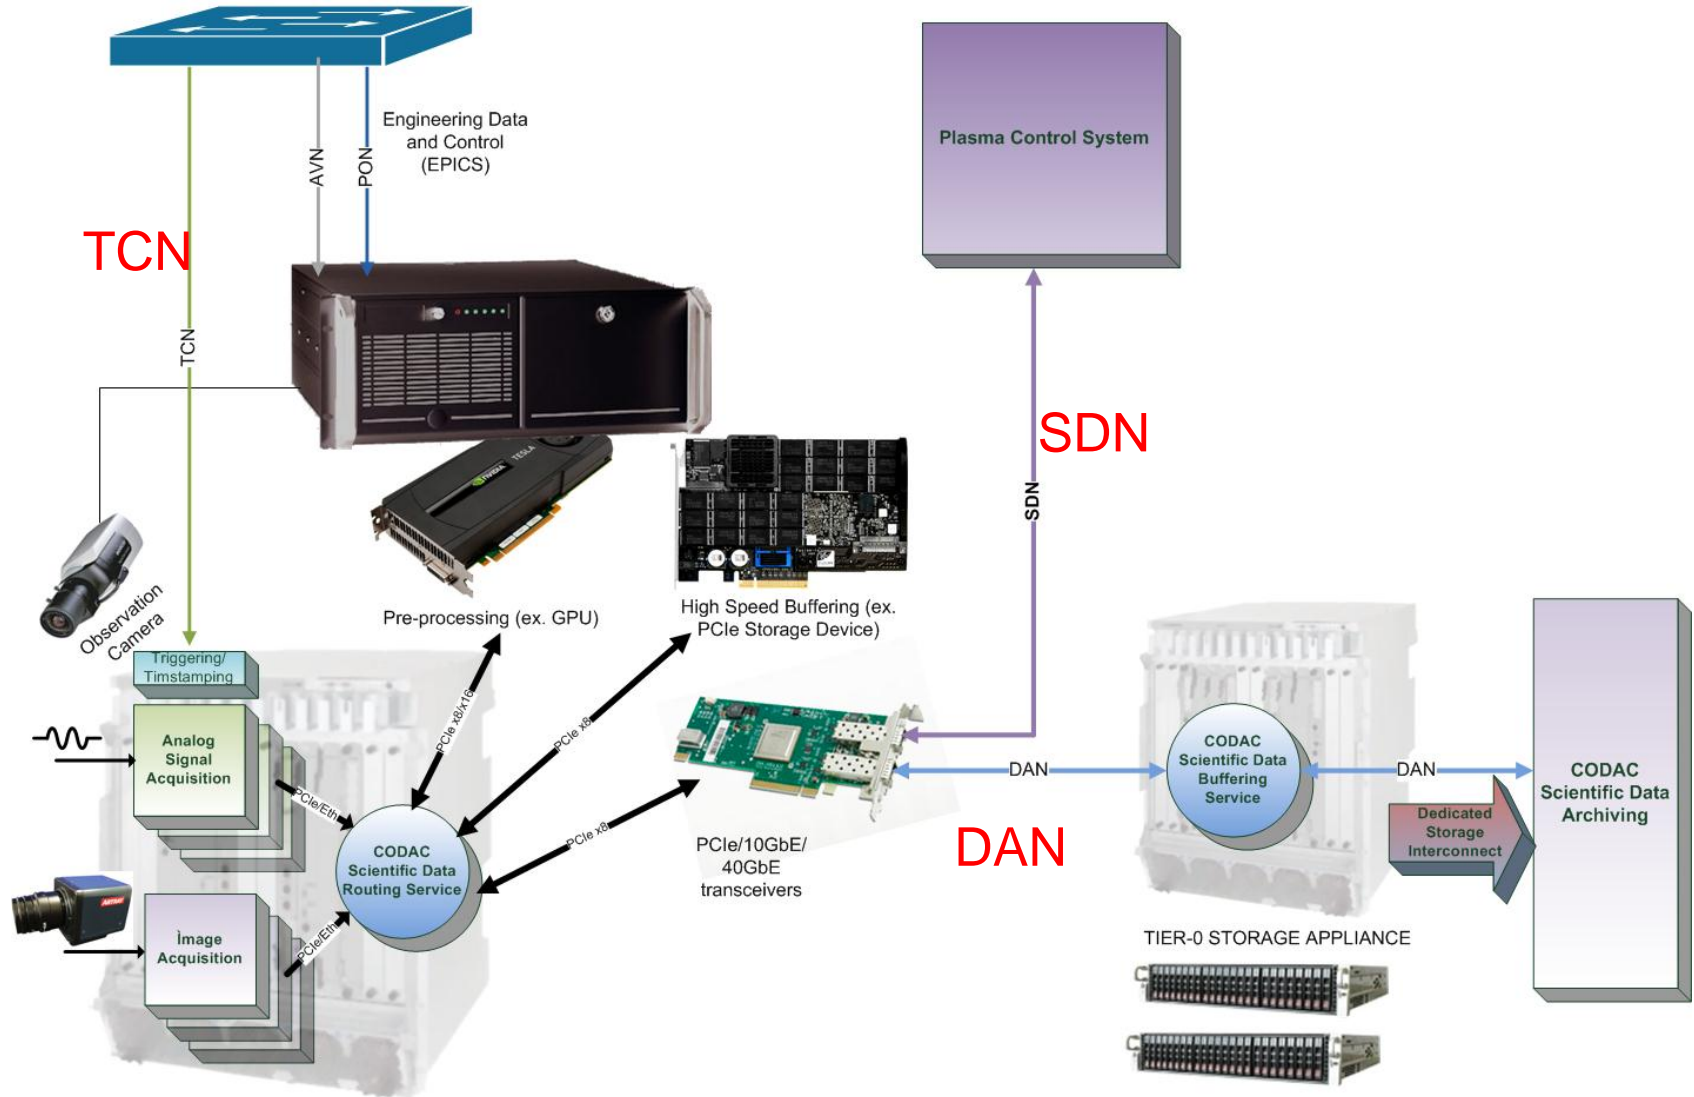 Engineering Data
and Control
(EPICS)
AVN
PON
TCN
TCN
Plasma Control System
SDN
SDN
TESLA
NVIDIA
Observation
Camera
Pre-processing (ex. GPU)
High Speed Buffering (ex.
PCIe Storage Device)
Triggering/
Timstamping
Analog
Signal
Acquisition
PCIe/Eth
PCIe x8/x16
PCIe x8
PCIe x8
CODAC
Scientific Data
Routing Service
PCIe/Eth
Ìmage
Acquisition
PCIe/10GbE/
40GbE
transceivers
DAN
DAN
CODAC
Scientific Data
Buffering
Service
DAN
Dedicated
Storage
Interconnect
CODAC
Scientific Data
Archiving
TIER-0 STORAGE APPLIANCE